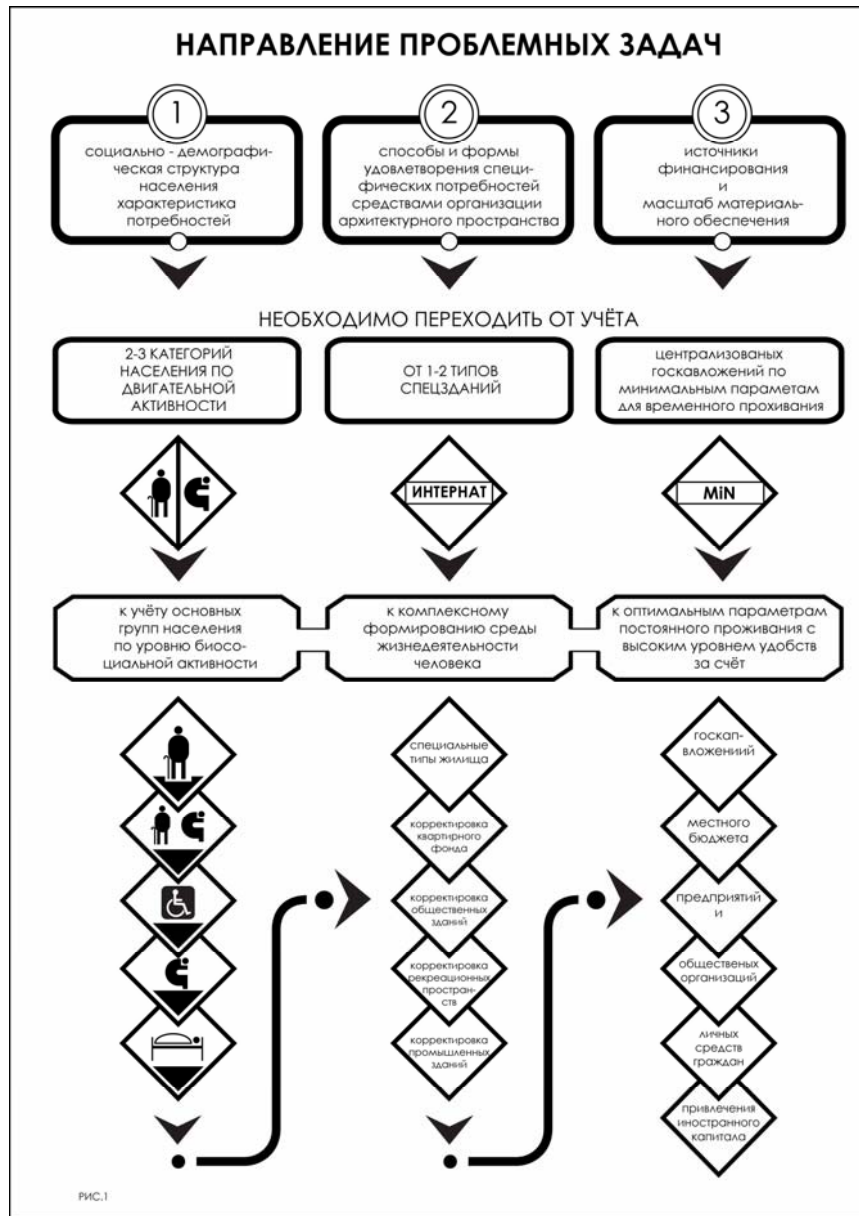 НАПРАВЛЕНИЕ ПРОБЛЕМНЫХ ЗАДАЧ
1
социально - демографи-
ческая структура
населения
характеристика
потребностей
2
способы и формы
удовлетворения специ-
фических потребностей
средствами организации
архитектурного пространства
3
источники
финансирования
и
масштаб материаль-
ного обеспечения
НЕОБХОДИМО ПЕРЕХОДИТЬ ОТ УЧЁТА
2-3 КАТЕГОРИЙ
НАСЕЛЕНИЯ ПО
ДВИГАТЕЛЬНОЙ
АКТИВНОСТИ
ОТ 1-2 ТИПОВ
СПЕЦЗДАНИЙ
централизованых
госкавложений по
минимальным параметрам
для временного прохивания
ИНТЕРНАТ
MiN
к учёту основных
групп населения
по уровню биосо-
циальной активности
к комплексному
формированию среды
жизнедеятельности
человека
к оптимальным параметрам
постоянного проживания с
высоким уровнем удобств
за счёт
специальные
типы жилища
корректировка
квартирного
фонда
корректировка
общественных
зданий
корректировка
рекреационных
простран-
ств
корректировка
промышленных
зданий
госкап-
вложениий
местного
бюджета
предприятий
и
общественых
организаций
личных
средств
граждан
привлечения
иностранного
капитала
РИС.1